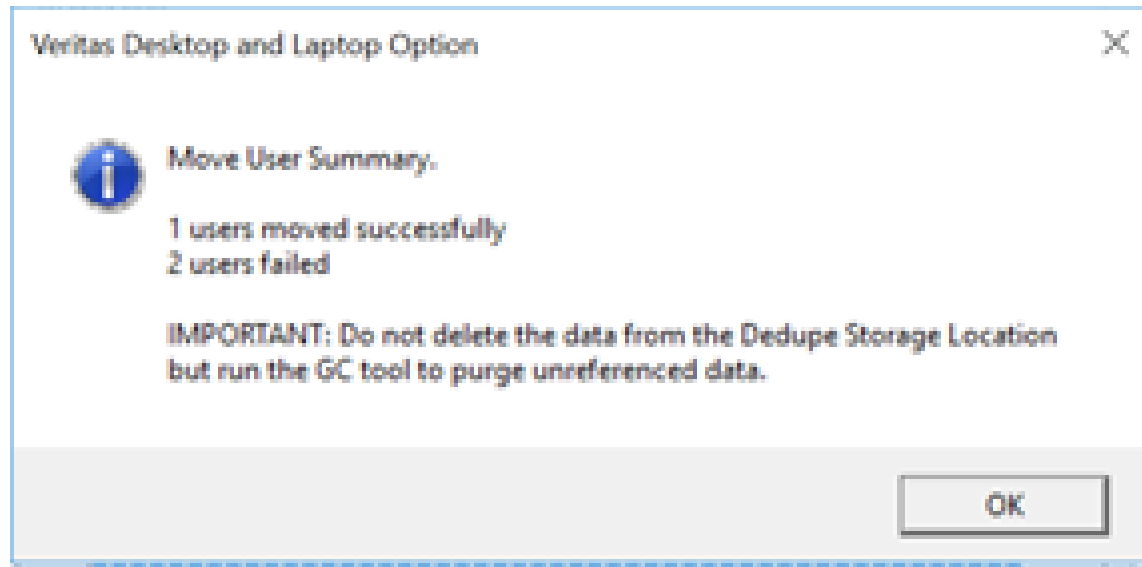 Veritas Desktop and Laptop Option
Move User Summary.
1 users moved successfully
2 users failed
IMPORTANT: Do not delete the data from the Dedupe Storage Location
but run the GC tool to purge unreferenced data.
OK